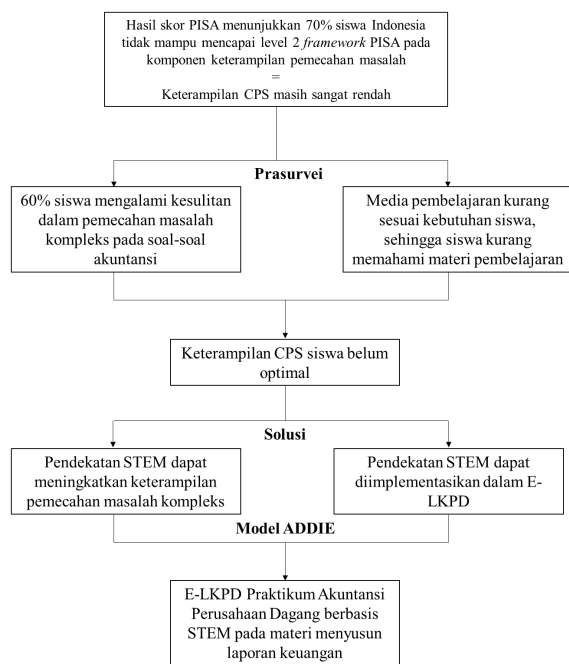 Hasil skor PISA menunjukkan 70% siswa Indonesia
tidak mampu mencapai level 2 framework PISA pada
komponen keterampilan pemecahan masalah
=
Keterampilan CPS masih sangat rendah
Prasurvei
60% siswa mengalami kesulitan
dalam pemecahan masalah
kompleks pada soal-soal
akuntansi
Media pembelajaran kurang
sesuai kebutuhan siswa,
sehingga siswa kurang
memahami materi pembelajaran
Keterampilan CPS siswa belum
optimal
Solusi
Pendekatan STEM dapat
meningkatkan keterampilan
pemecahan masalah kompleks
Pendekatan STEM dapat
diimplementasikan dalam E-
LKPD
Model ADDIE
E-LKPD Praktikum Akuntansi
Perusahaan Dagang berbasis
STEM pada materi menyusun
laporan keuangan